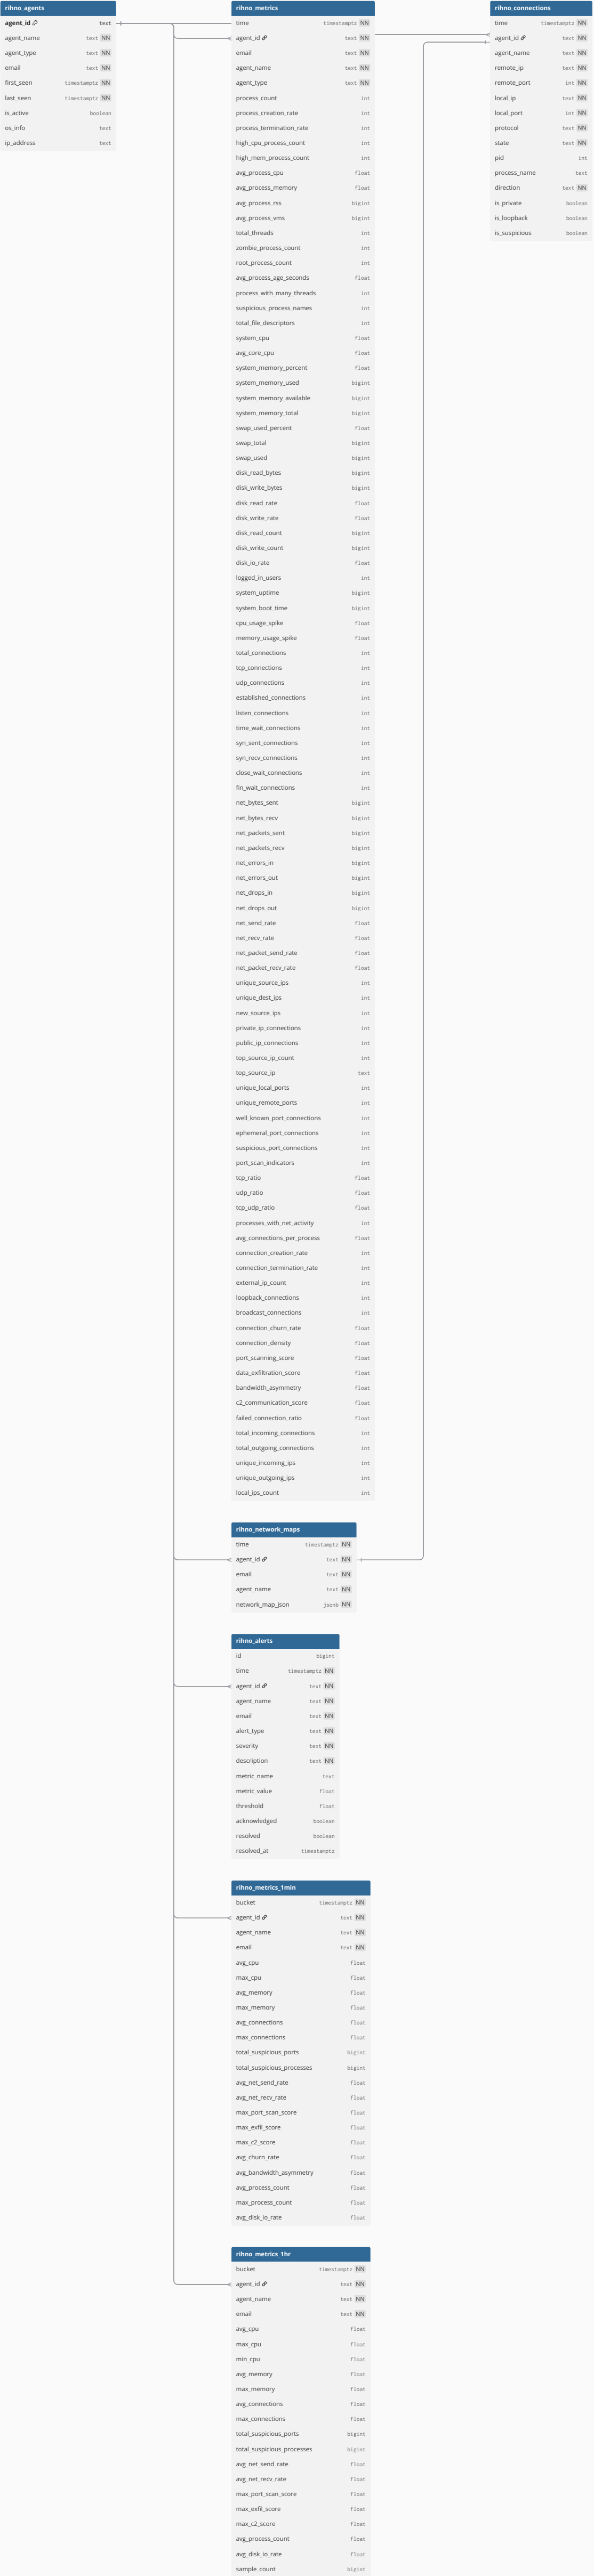 rihno_agents
agent_id text
agent_name text NN
agent_type text NN
email text NN
first_seen timestamptz NN
last_seen timestamptz NN
is_active boolean
os_info text
ip_address text
rihno_metrics
time timestamptz NN
agent_id text NN
email text NN
agent_name text NN
agent_type text NN
process_count int
process_creation_rate int
process_termination_rate int
high_cpu_process_count int
high_mem_process_count int
avg_process_cpu float
avg_process_memory float
avg_process_rss bigint
avg_process_vms bigint
total_threads int
zombie_process_count int
root_process_count int
avg_process_age_seconds float
process_with_many_threads int
suspicious_process_names int
total_file_descriptors int
system_cpu float
avg_core_cpu float
system_memory_percent float
system_memory_used bigint
system_memory_available bigint
system_memory_total bigint
swap_used_percent float
swap_total bigint
swap_used bigint
disk_read_bytes bigint
disk_write_bytes bigint
disk_read_rate float
disk_write_rate float
disk_read_count bigint
disk_write_count bigint
disk_io_rate float
logged_in_users int
system_uptime bigint
system_boot_time bigint
cpu_usage_spike float
memory_usage_spike float
total_connections int
tcp_connections int
udp_connections int
established_connections int
listen_connections int
time_wait_connections int
syn_sent_connections int
syn_recv_connections int
close_wait_connections int
fin_wait_connections int
net_bytes_sent bigint
net_bytes_recv bigint
net_packets_sent bigint
net_packets_recv bigint
net_errors_in bigint
net_errors_out bigint
net_drops_in bigint
net_drops_out bigint
net_send_rate float
net_recv_rate float
net_packet_send_rate float
net_packet_recv_rate float
unique_source_ips int
unique_dest_ips int
new_source_ips int
private_ip_connections int
public_ip_connections int
top_source_ip_count int
top_source_ip text
unique_local_ports int
unique_remote_ports int
well_known_port_connections int
ephemeral_port_connections int
suspicious_port_connections int
port_scan_indicators int
tcp_ratio float
udp_ratio float
tcp_udp_ratio float
processes_with_net_activity int
avg_connections_per_process float
connection_creation_rate int
connection_termination_rate int
external_ip_count int
loopback_connections int
broadcast_connections int
connection_churn_rate float
connection_density float
port_scanning_score float
data_exfiltration_score float
bandwidth_asymmetry float
c2_communication_score float
failed_connection_ratio float
total_incoming_connections int
total_outgoing_connections int
unique_incoming_ips int
unique_outgoing_ips int
local_ips_count int
rihno_connections
time timestamptz NN
agent_id text NN
agent_name text NN
remote_ip text NN
remote_port int NN
local_ip text NN
local_port int NN
protocol text NN
state text NN
pid int
process_name text
direction text NN
is_private boolean
is_loopback boolean
is_suspicious boolean
rihno_network_maps
time timestamptz NN
agent_id text NN
email text NN
agent_name text NN
network_map_json jsonb NN
rihno_alerts
id bigint
time timestamptz NN
agent_id text NN
agent_name text NN
email text NN
alert_type text NN
severity text NN
description text NN
metric_name text
metric_value float
threshold float
acknowledged boolean
resolved boolean
resolved_at timestamptz
rihno_metrics_1min
bucket timestamptz NN
agent_id text NN
agent_name text NN
email text NN
avg_cpu float
max_cpu float
avg_memory float
max_memory float
avg_connections float
max_connections float
total_suspicious_ports bigint
total_suspicious_processes bigint
avg_net_send_rate float
avg_net_recv_rate float
max_port_scan_score float
max_exfil_score float
max_c2_score float
avg_churn_rate float
avg_bandwidth_asymmetry float
avg_process_count float
max_process_count float
avg_disk_io_rate float
rihno_metrics_1hr
bucket timestamptz NN
agent_id text NN
agent_name text NN
email text NN
avg_cpu float
max_cpu float
min_cpu float
avg_memory float
max_memory float
avg_connections float
max_connections float
total_suspicious_ports bigint
total_suspicious_processes bigint
avg_net_send_rate float
avg_net_recv_rate float
max_port_scan_score float
max_exfil_score float
max_c2_score float
avg_process_count float
avg_disk_io_rate float
sample_count bigint